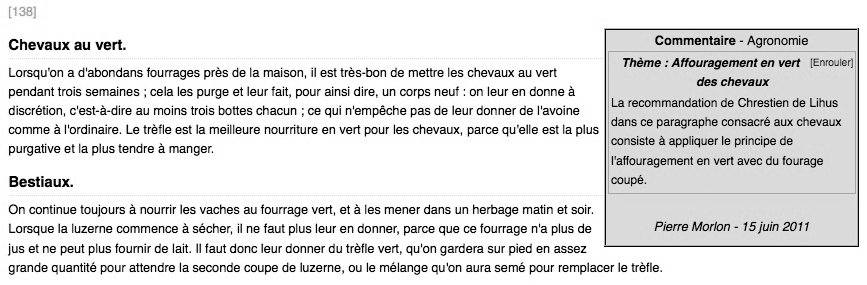 [138]
Chevaux au vert.
Lorsqu'on a d'abondans fourrages près de la maison, il est très-bon de mettre les chevaux au vert
pendant trois semaines ; cela les purge et leur fait, pour ainsi dire, un corps neuf : on leur en donne à
discrétion, c'est-à-dire au moins trois bottes chacun ; ce qui n'empêche pas de leur donner de l'avoine
comme à l'ordinaire. Le trèfle est la meilleure nourriture en vert pour les chevaux, parce qu'elle est la plus
purgative et la plus tendre à manger.
Bestiaux.
On continue toujours à nourrir les vaches au fourrage vert, et à les mener dans un herbage matin et soir.
Lorsque la luzerne commence à sécher, il ne faut plus leur en donner, parce que ce fourrage n'a plus de
jus et ne peut plus fournir de lait. Il faut donc leur donner du trèfle vert, qu'on gardera sur pied en assez
grande quantité pour attendre la seconde coupe de luzerne, ou le mélange qu'on aura semé pour remplacer le trèfle.
Commentaire - Agronomie
Thème : Affouragement en vert [Enrouler]
des chevaux
La recommandation de Chrestien de Lihus
dans ce paragraphe consacré aux chevaux
consiste à appliquer le principe de
l'affouragement en vert avec du fourage
coupé.
Pierre Morlon - 15 juin 2011